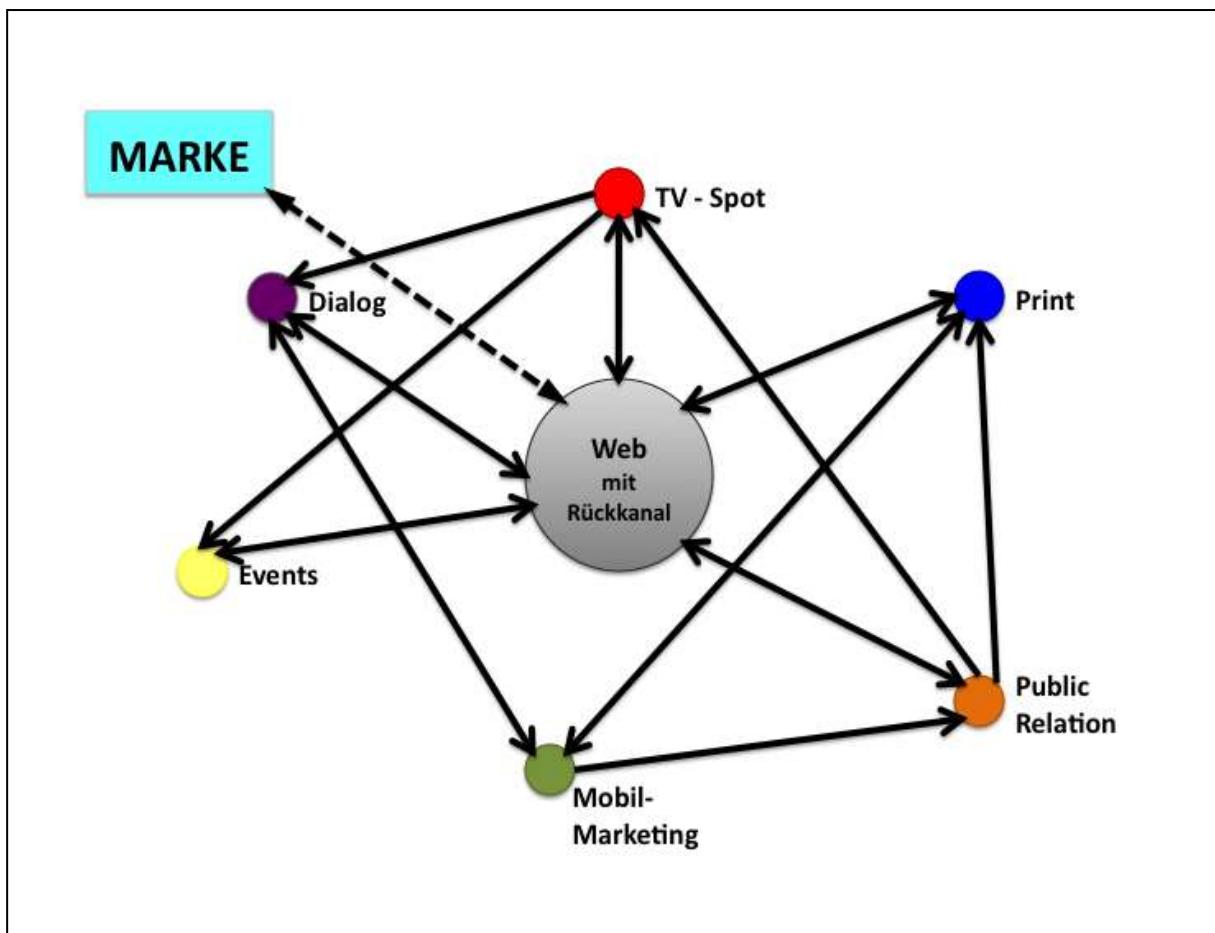 MARKE
TV - Spot
Dialog
Print
Web
mit
Rückkanal
Events
Public
Relation
Mobil-
Marketing